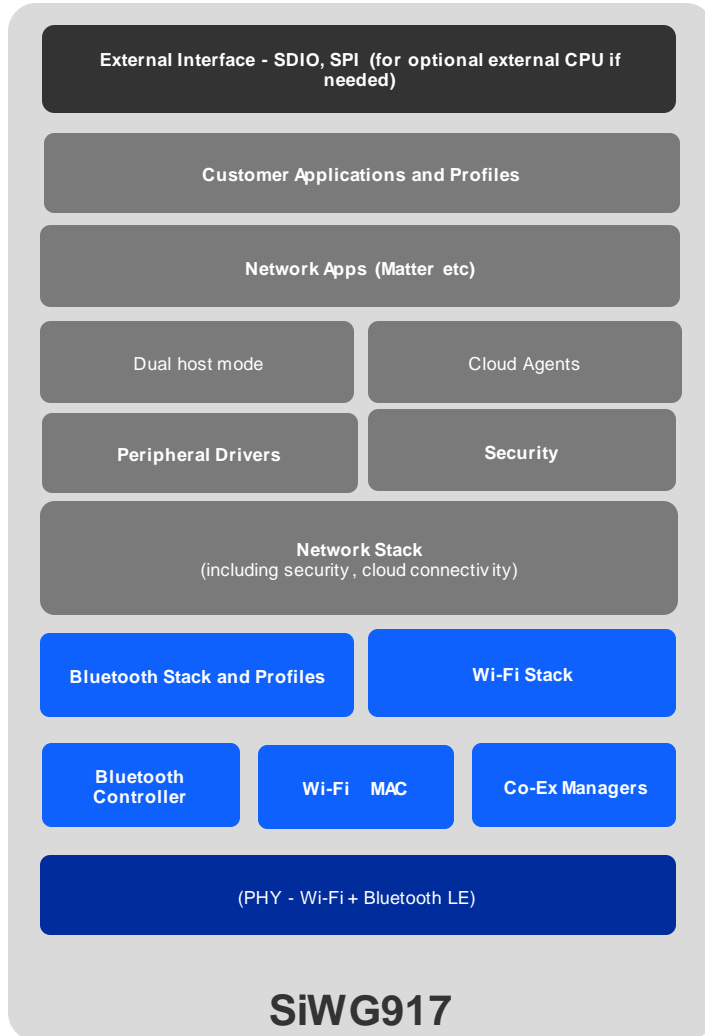 External Interface - SDIO, SPI (for optional external CPU if
needed)
Customer Applications and Profiles
Network Apps (Matter etc)
Dual host mode
Cloud Agents
Peripheral Drivers
Security
Network Stack
(including security, cloud connectivity)
Bluetooth Stack and Profiles
Wi-Fi Stack
Bluetooth
Controller
Wi-Fi MAC
Co-Ex Managers
(PHY - Wi-Fi + Bluetooth LE)
SiWG917